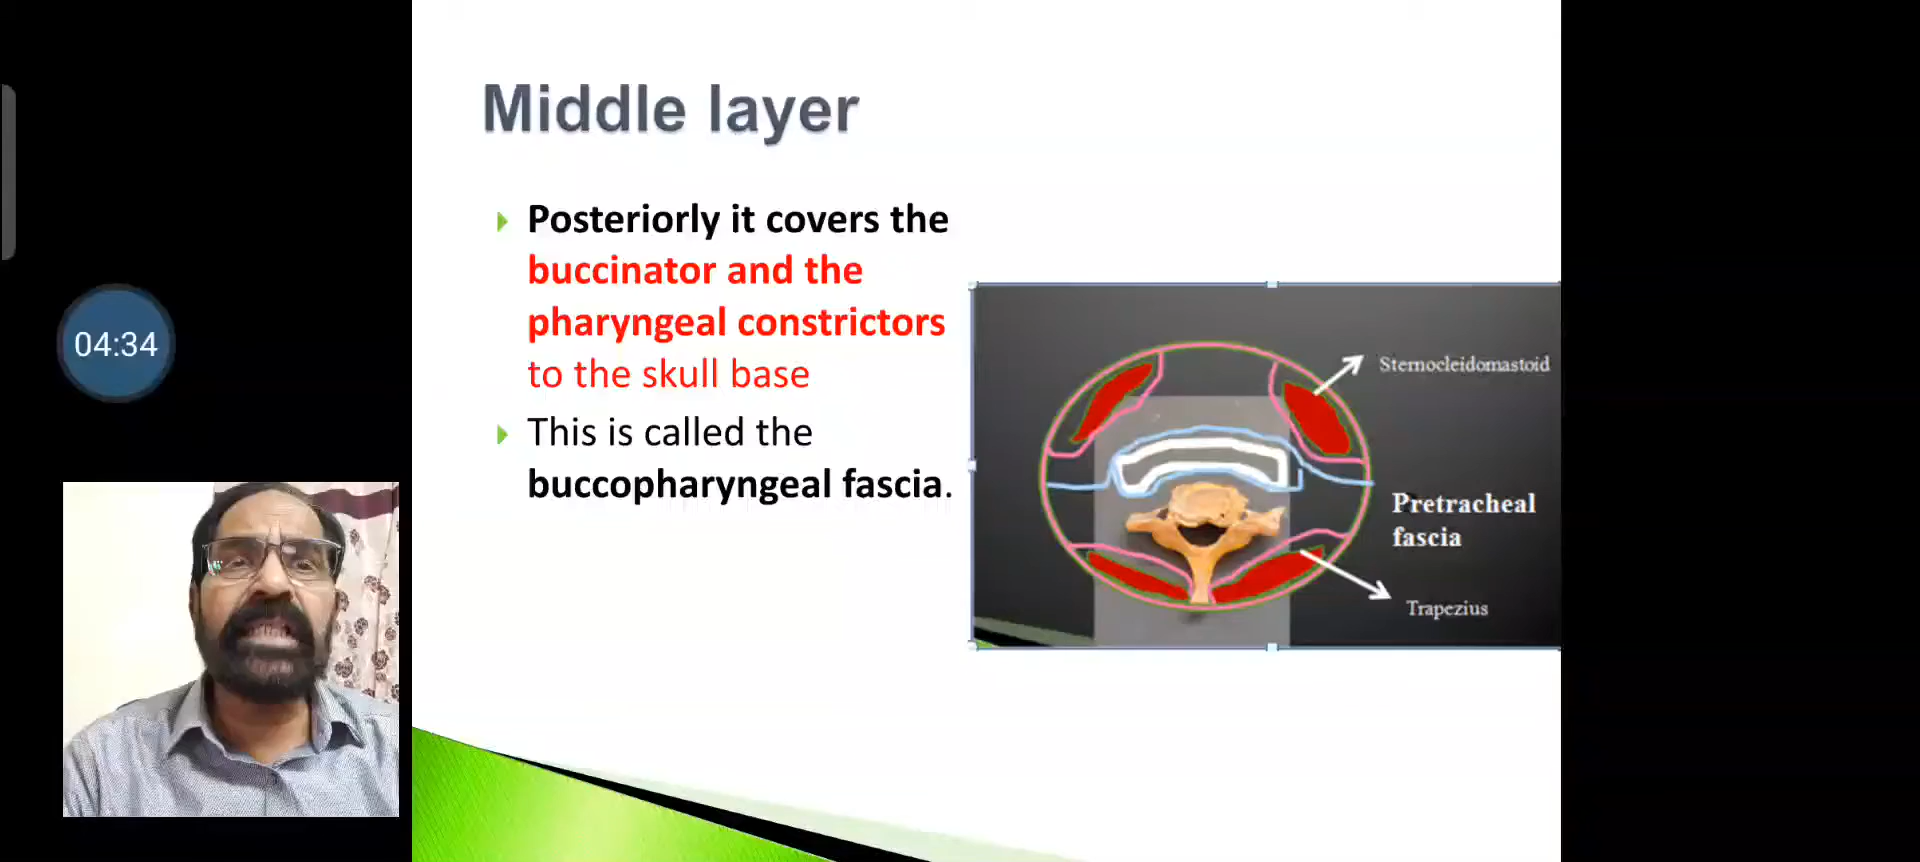 Middle layer
Posteriorly it covers the
buccinator and the
pharyngeal constrictors
to the skull base
This is called the
buccopharyngeal fascia.
04:34
Sternocleidomastoid
Pretracheal
fascia
Trapezius